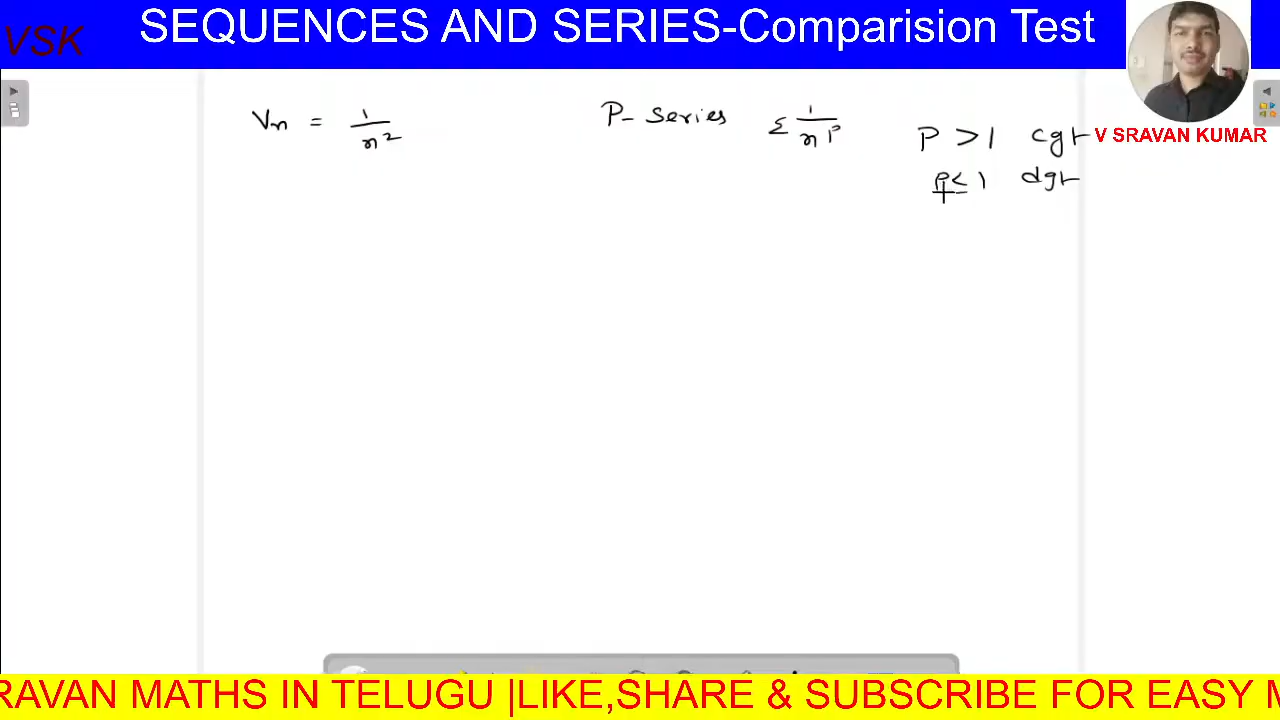 SEQUENCES AND SERIES-Comparision Test
VSK
Vn = 1/n²
P- Series Σ 1/n^P P > 1 cgt
P ≤ 1 dgt
V SRAVAN KUMAR
RAVAN MATHS IN TELUGU |LIKE,SHARE & SUBSCRIBE FOR EASY M